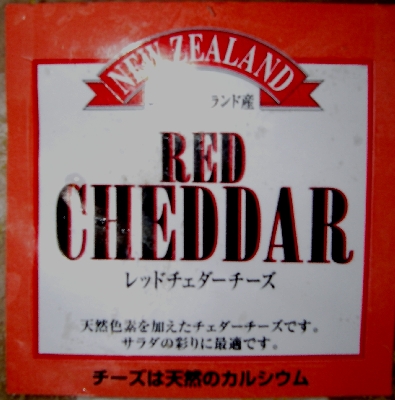 NEW ZEALAND
ランド産
RED
CHEDDAR
レッドチェダーチーズ
天然色素を加えたチェダーチーズです。
サラダの彩りに最適です。
チーズは天然のカルシウム